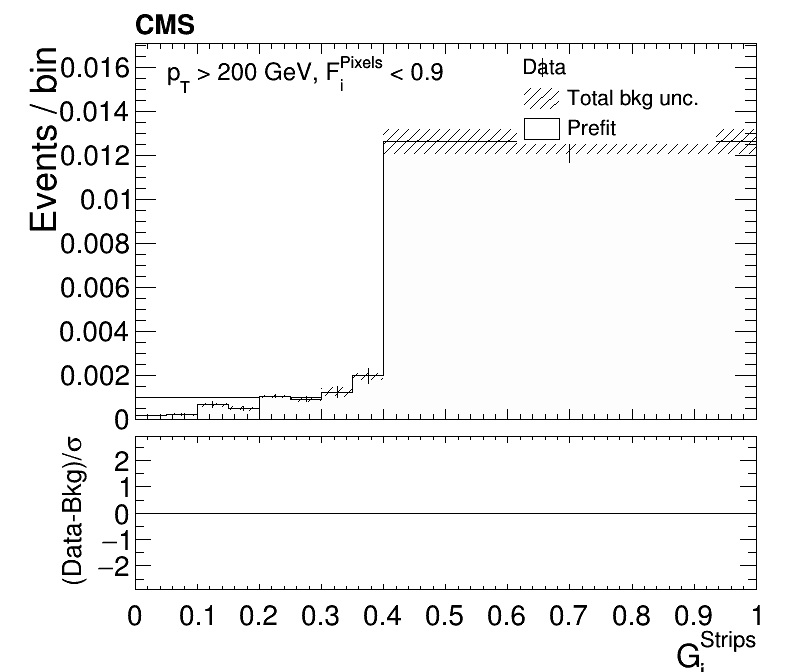 CMS
p_T > 200 GeV, F_i^Pixels < 0.9
Data
Total bkg unc.
Prefit
Events / bin
0.016
0.014
0.012
0.01
0.008
0.006
0.004
0.002
0
(Data-Bkg)/σ
2
1
0
−1
−2
0 0.1 0.2 0.3 0.4 0.5 0.6 0.7 0.8 0.9 1
G_i^Strips